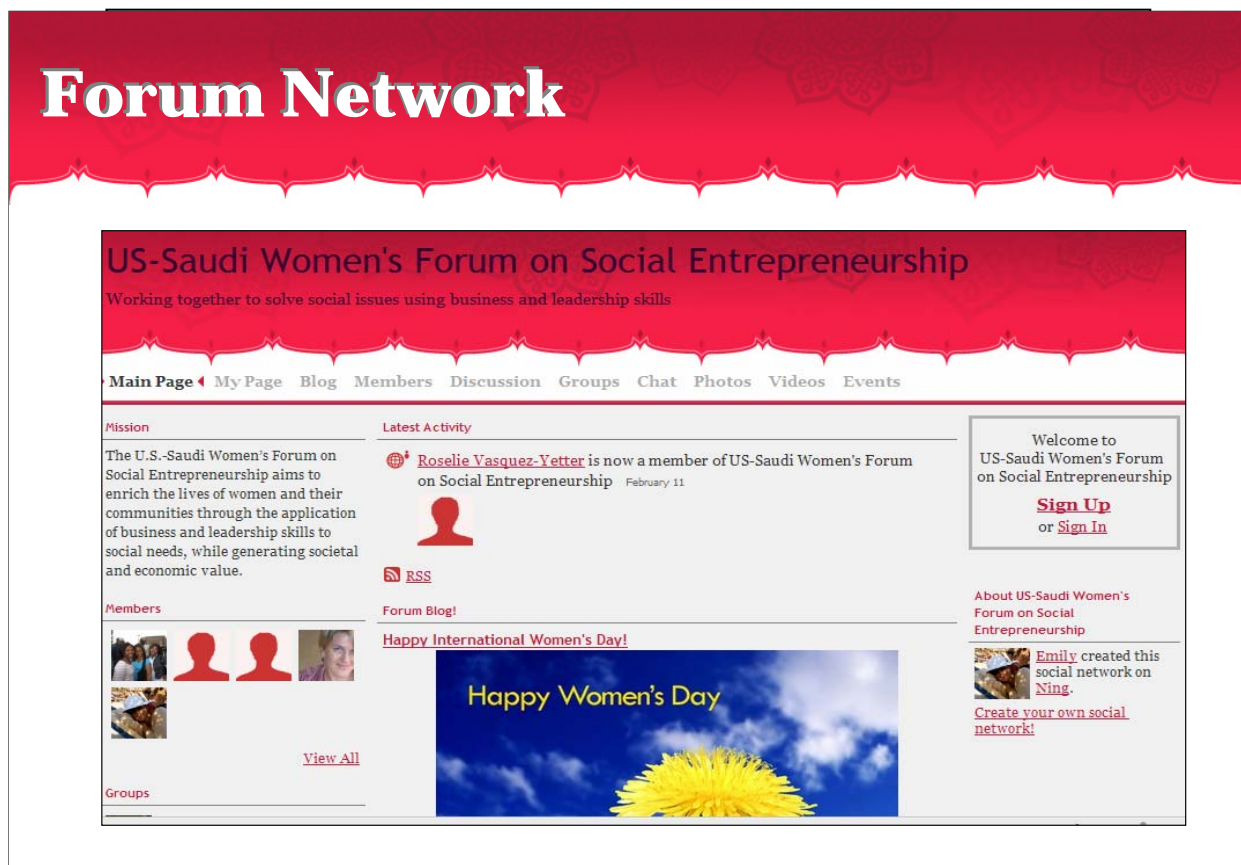 Forum Network
US-Saudi Women's Forum on Social Entrepreneurship
Working together to solve social issues using business and leadership skills
Main Page My Page Blog Members Discussion Groups Chat Photos Videos Events
Mission
The U.S.-Saudi Women's Forum on
Social Entrepreneurship aims to
enrich the lives of women and their
communities through the application
of business and leadership skills to
social needs, while generating societal
and economic value.
Members
View All
Groups
Latest Activity
Roselie Vasquez-Yetter is now a member of US-Saudi Women's Forum
on Social Entrepreneurship February 11
RSS
Forum Blog!
Happy International Women's Day!
Happy Women's Day
Welcome to
US-Saudi Women's Forum
on Social Entrepreneurship
Sign Up
or Sign In
About US-Saudi Women's
Forum on Social
Entrepreneurship
Emily created this
social network on
Ning.
Create your own social
network!